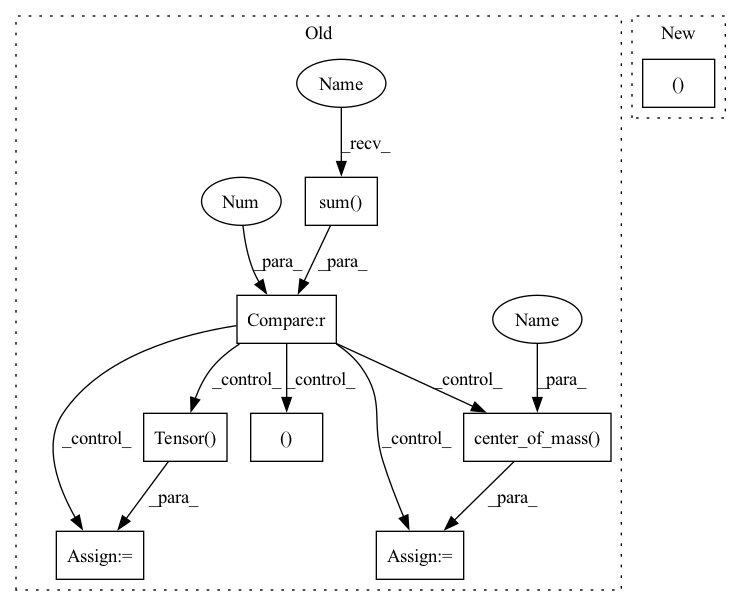 Old
New
Name
()
_recv_
Num
sum()
_para_
_para_
Compare:r
Name
_control_
_control_
_control_
_para_
_control_
_control_
Tensor()
()
center_of_mass()
_para_
_para_
Assign:=
Assign:=